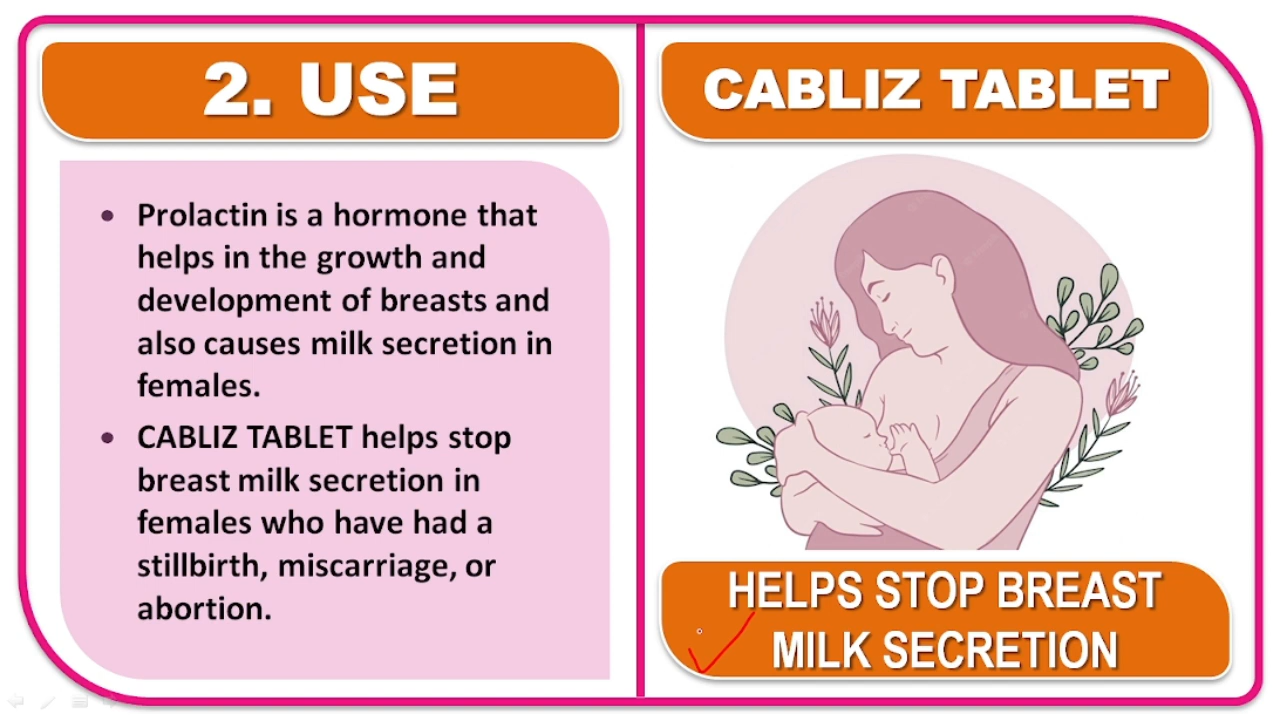 2. USE
• Prolactin is a hormone that
helps in the growth and
development of breasts and
also causes milk secretion in
females.
• CABLIZ TABLET helps stop
breast milk secretion in
females who have had a
stillbirth, miscarriage, or
abortion.
CABLIZ TABLET
HELPS STOP BREAST
MILK SECRETION